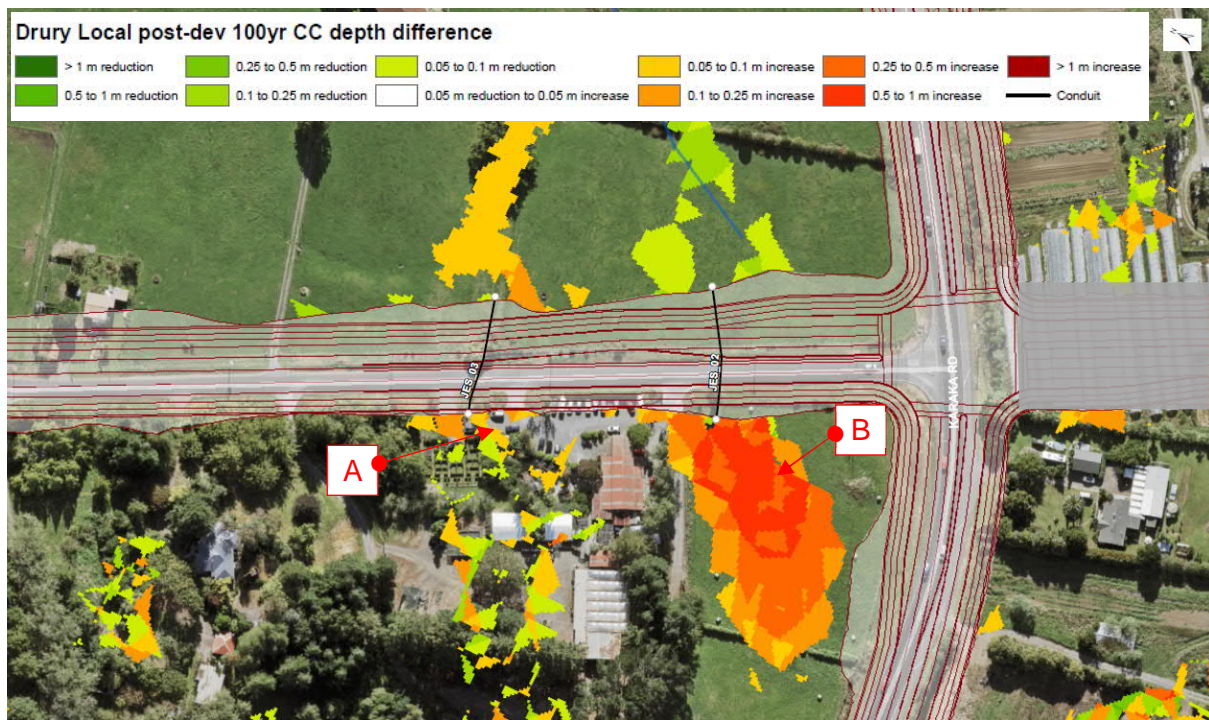 Drury Local post-dev 100yr CC depth difference
> 1 m reduction
0.25 to 0.5 m reduction
0.05 to 0.1 m reduction
0.05 to 0.1 m increase
0.25 to 0.5 m increase
> 1 m increase
0.5 to 1 m reduction
0.1 to 0.25 m reduction
0.05 m reduction to 0.05 m increase
0.1 to 0.25 m increase
0.5 to 1 m increase
Conduit
JES_03
JES_02
KARAKA RD
A
B